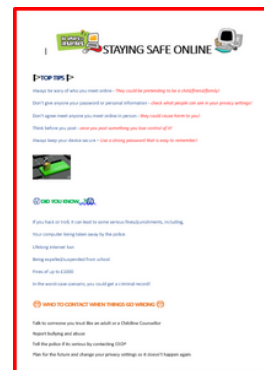 STAYING SAFE ONLINE
TOP TIPS
Always be wary of who you meet online - They could be pretending to be a child/friend/family!
Don't give anyone your password or personal information - check what people can see in your privacy settings!
Don't agree meet anyone you meet online in person - they could cause harm to you!
Think before you post - once you post something you lose control of it!
Always keep your device secure - Use a strong password that is easy to remember!
DID YOU KNOW...
If you hack or troll, it can lead to some serious fines/punishments, including,
Your computer being taken away by the police
Lifelong internet ban
Being expelled/suspended from school
Fines of up to £5000
In the worst case scenario, you could get a criminal record!
WHO TO CONTACT WHEN THINGS GO WRONG
Talk to someone you trust like an adult or a Childline Counsellor
Report bullying and abuse
Tell the police if its serious by contacting CEOP
Plan for the future and change your privacy settings so it doesn't happen again